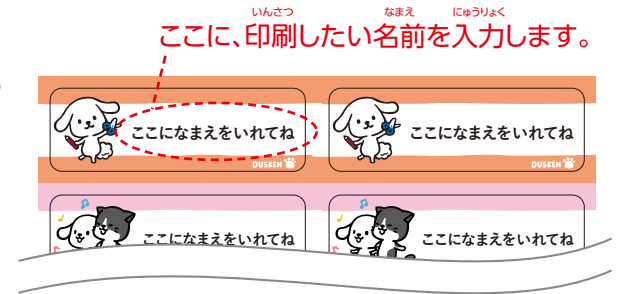 いんさつ なまえ にゅうりょく
ここに、印刷したい名前を入力します。
ここになまえをいれてね ここになまえをいれてね
DUSKEN DUSKEN
ここになまえをいれてね ここになまえをいれてね